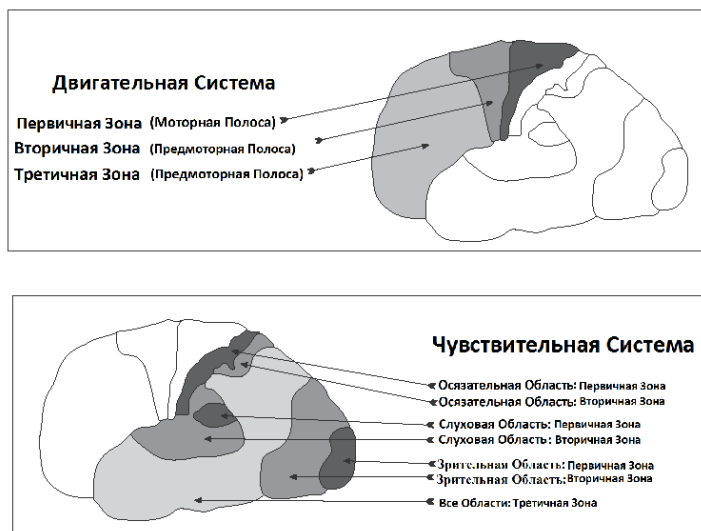 Двигательная Система
Первичная Зона (Моторная Полоса)
Вторичная Зона (Предмоторная Полоса)
Третичная Зона (Предмоторная Полоса)
Чувствительная Система
Осязательная Область: Первичная Зона
Осязательная Область: Вторичная Зона
Слуховая Область: Первичная Зона
Слуховая Область: Вторичная Зона
Зрительная Область: Первичная Зона
Зрительная Область: Вторичная Зона
Все Области: Третичная Зона